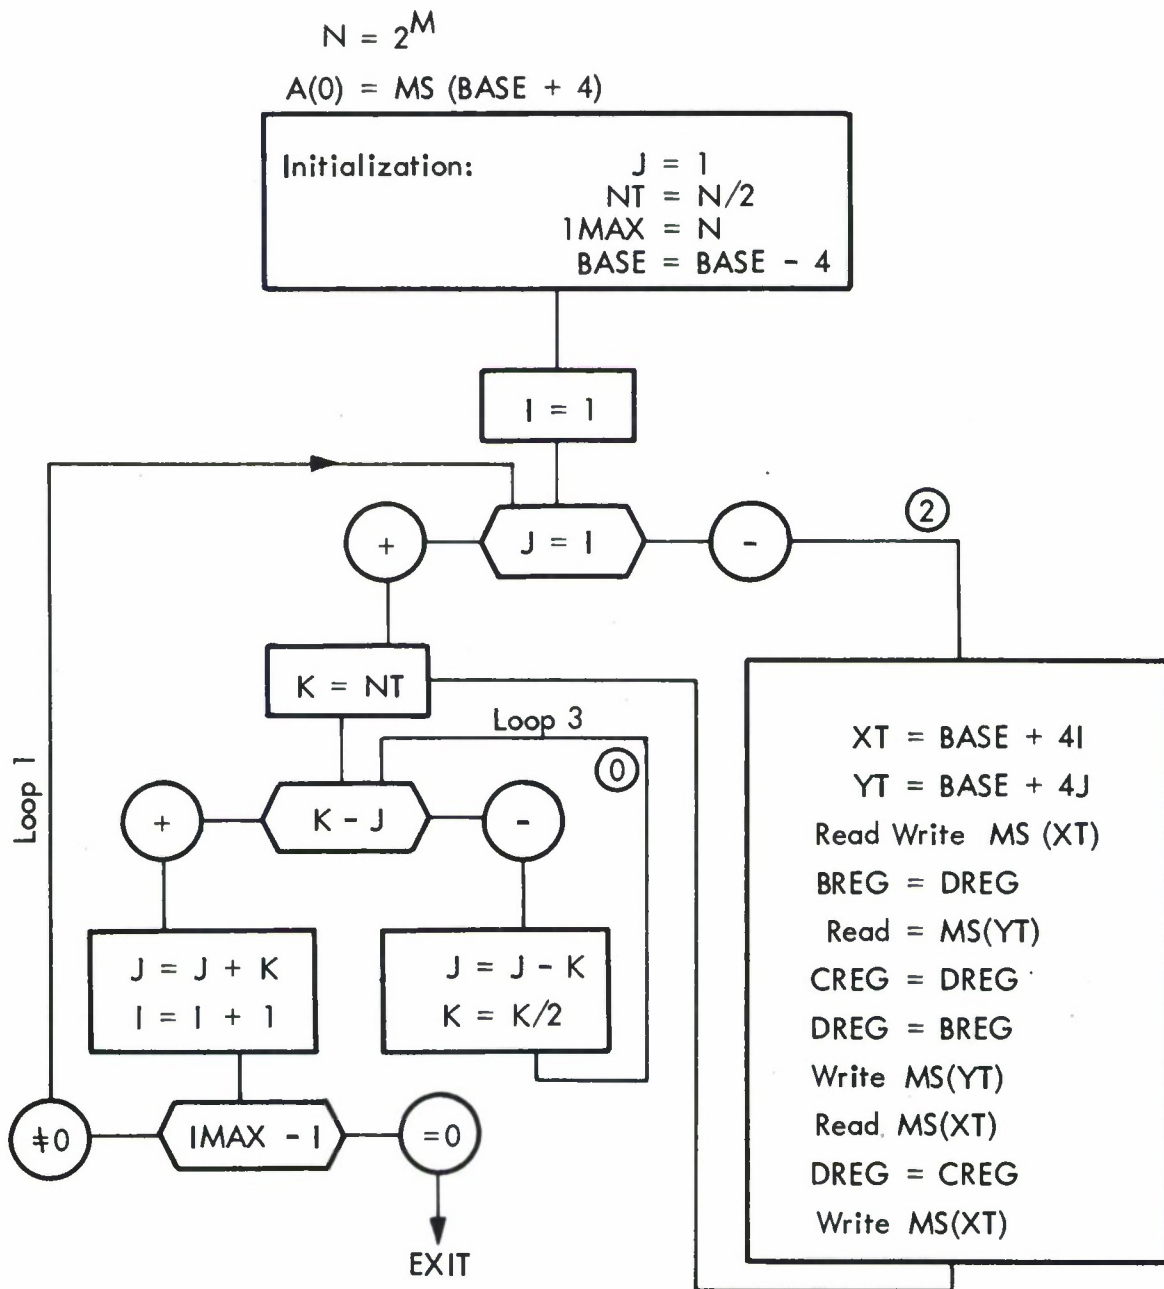 N = 2^M
A(0) = MS (BASE + 4)
Initialization: J = 1
NT = N/2
1MAX = N
BASE = BASE - 4
I = 1
2
+
J = I
-
K = NT
Loop 3
0
Loop 1
+
K - J
-
J = J + K
I = I + 1
J = J - K
K = K/2
≠0
IMAX - I
=0
EXIT
XT = BASE + 4I
YT = BASE + 4J
Read Write MS (XT)
BREG = DREG
Read = MS(YT)
CREG = DREG
DREG = BREG
Write MS(YT)
Read MS(XT)
DREG = CREG
Write MS(XT)